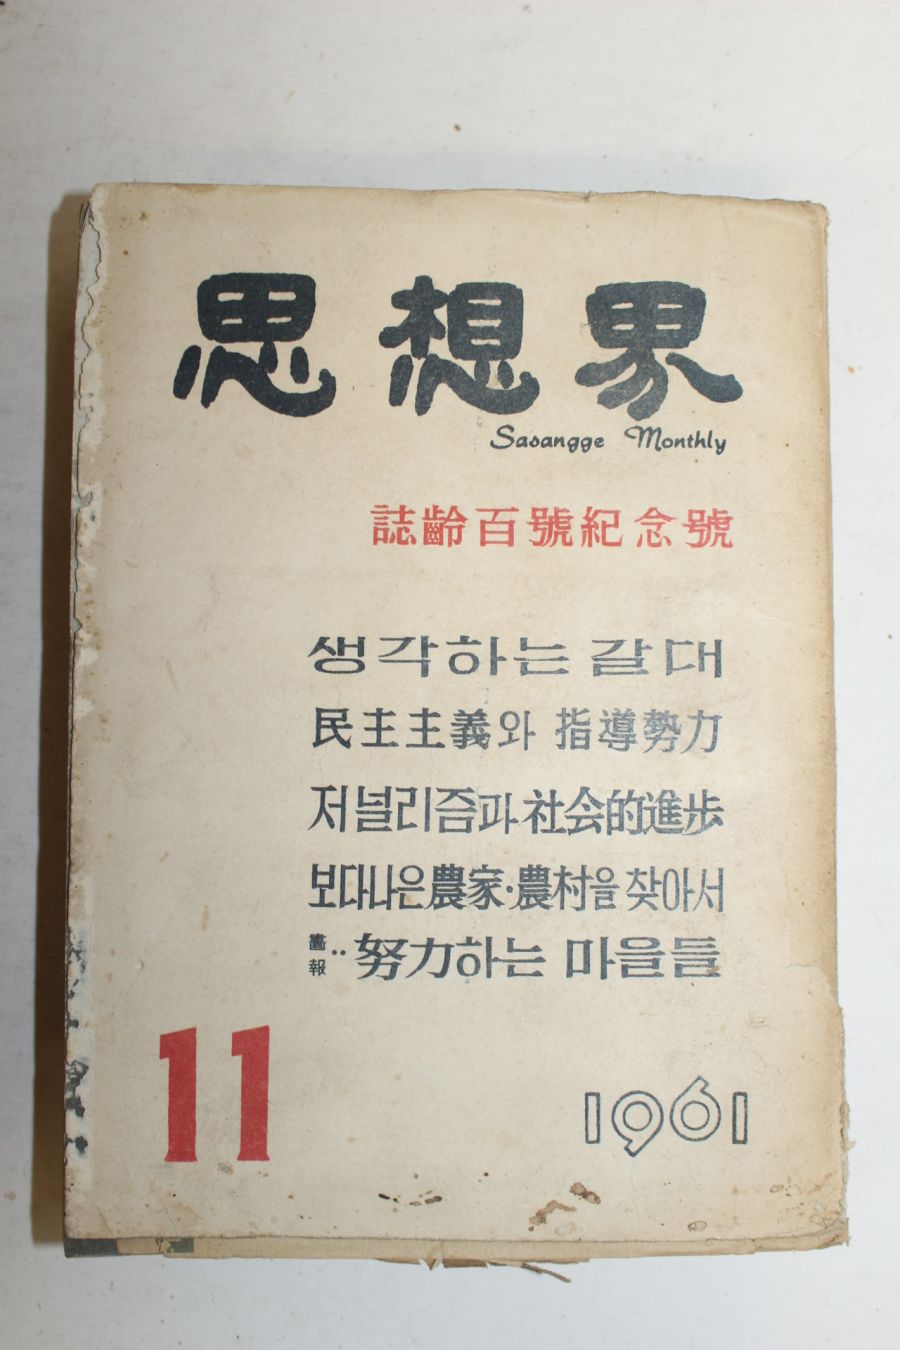 思想界
Sasangge Monthly
誌齡百號紀念號
생각하는 갈대
民主主義와 指導勢力
저널리즘과 社会的進步
보다나은農家·農村을 찾아서
畵報‥努力하는 마을들
11
1961